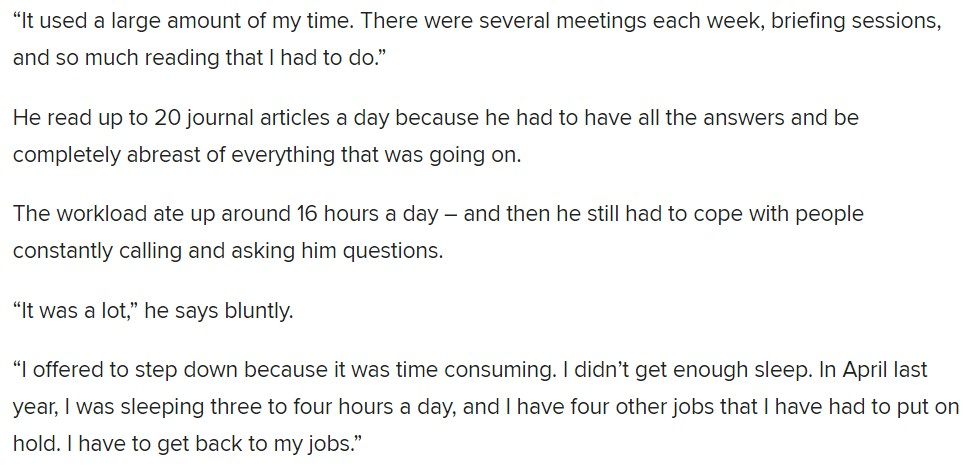 “It used a large amount of my time. There were several meetings each week, briefing sessions,
and so much reading that I had to do.”
He read up to 20 journal articles a day because he had to have all the answers and be
completely abreast of everything that was going on.
The workload ate up around 16 hours a day – and then he still had to cope with people
constantly calling and asking him questions.
“It was a lot,” he says bluntly.
“I offered to step down because it was time consuming. I didn’t get enough sleep. In April last
year, I was sleeping three to four hours a day, and I have four other jobs that I have had to put on
hold. I have to get back to my jobs.”